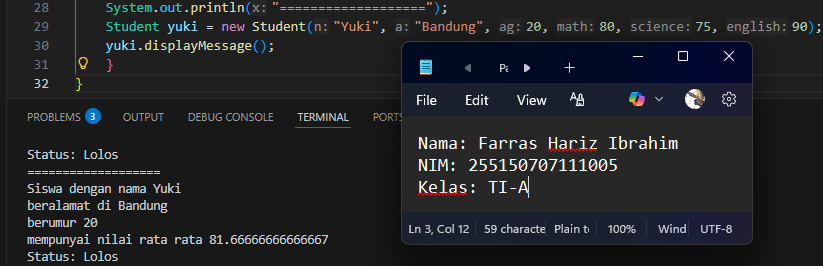 28 System.out.println(x:"===================");
29 Student yuki = new Student(n:"Yuki", a:"Bandung", ag:20, math:80, science:75, english:90);
30 yuki.displayMessage();
31 }
32 }
PROBLEMS 3 OUTPUT DEBUG CONSOLE TERMINAL PORTS
Status: Lolos
===================
Siswa dengan nama Yuki
beralamat di Bandung
berumur 20
mempunyai nilai rata rata 81.66666666666667
Status: Lolos
File Edit View
Nama: Farras Hariz Ibrahim
NIM: 255150707111005
Kelas: TI-A
Ln 3, Col 12 59 characte Plain te 100% Wind UTF-8